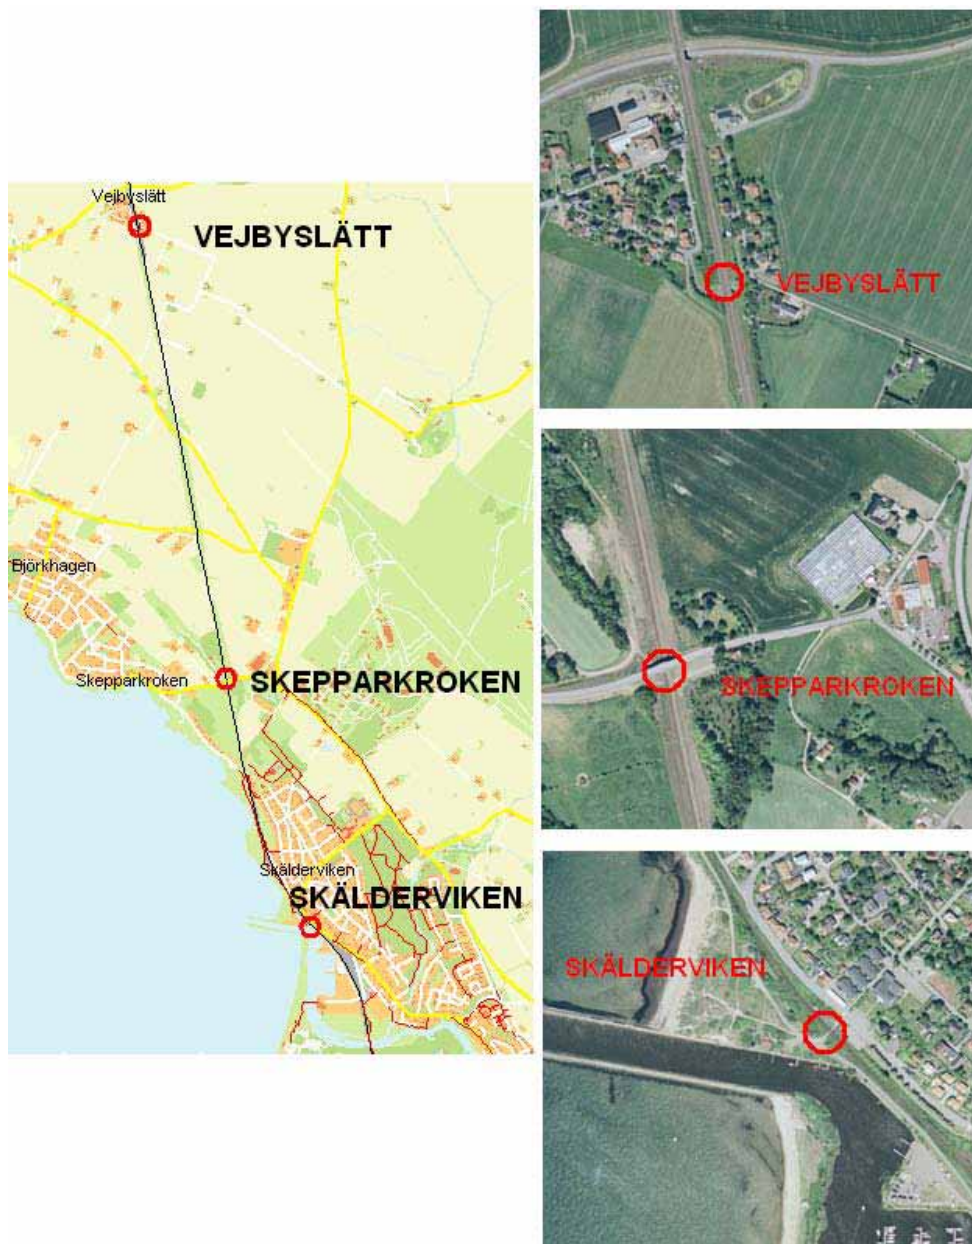 Vejbyslätt
VEJBYSLÄTT
Björkhagen
Skepparkroken
SKEPPARKROKEN
Skälderviken
SKÄLDERVIKEN
VEJBYSLÄTT
SKEPPARKROKEN
SKÄLDERVIKEN